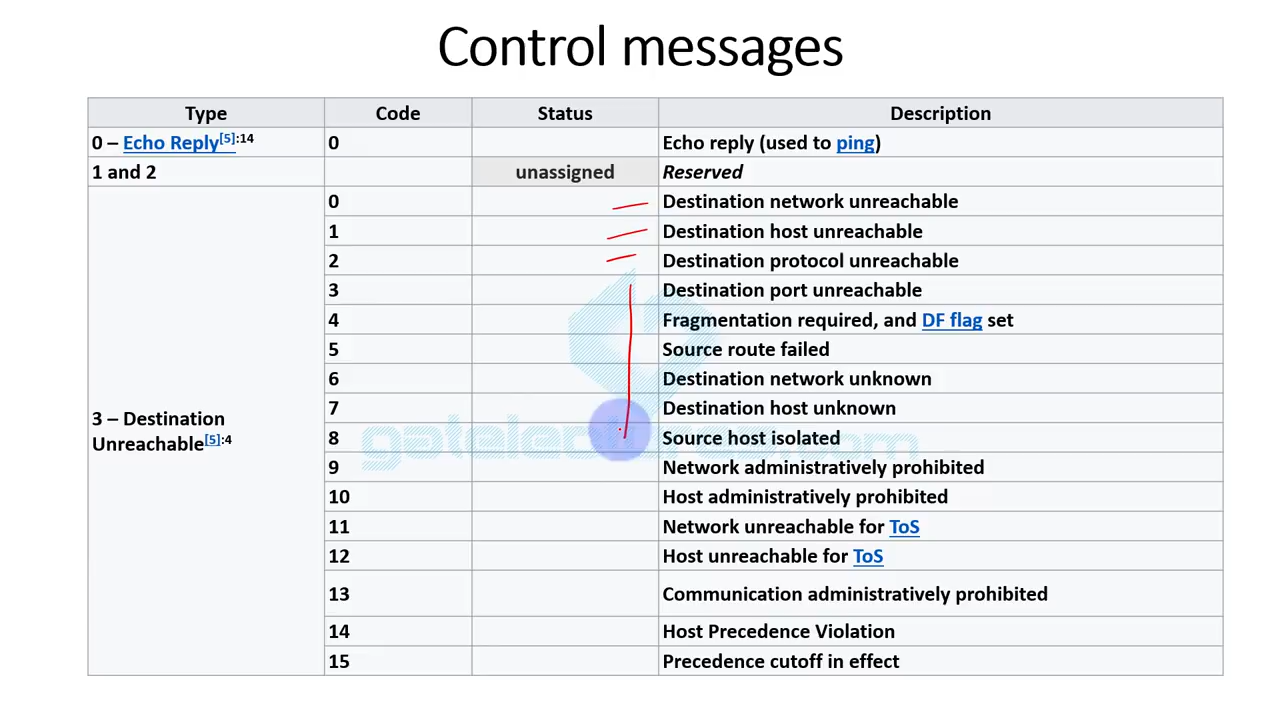 Control messages
Type Code Status Description
0 – Echo Reply[5]:14 0 Echo reply (used to ping)
1 and 2 unassigned Reserved
3 – Destination Unreachable[5]:4
0 Destination network unreachable
1 Destination host unreachable
2 Destination protocol unreachable
3 Destination port unreachable
4 Fragmentation required, and DF flag set
5 Source route failed
6 Destination network unknown
7 Destination host unknown
8 Source host isolated
9 Network administratively prohibited
10 Host administratively prohibited
11 Network unreachable for ToS
12 Host unreachable for ToS
13 Communication administratively prohibited
14 Host Precedence Violation
15 Precedence cutoff in effect
gatelectures.com